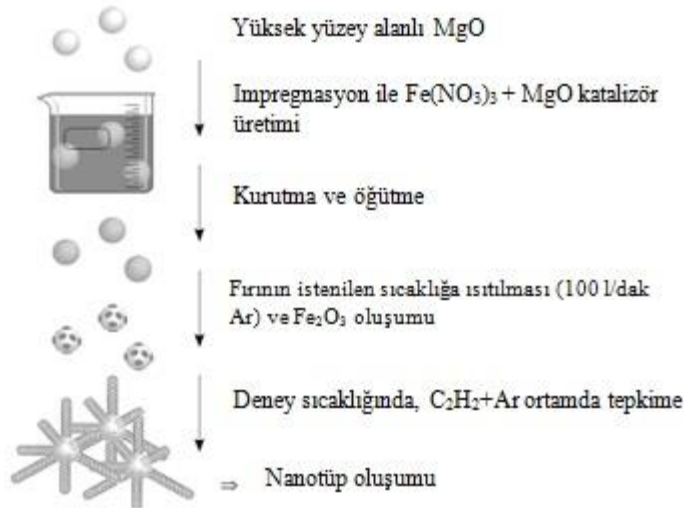 Yüksek yüzey alanlı MgO
İmpregnasyon ile Fe(NO₃)₃ + MgO katalizör
üretimi
Kurutma ve öğütme
Fırının istenilen sıcaklığa ısıtılması (100 l/dak
Ar) ve Fe₂O₃ oluşumu
Deney sıcaklığında, C₂H₂+Ar ortamda tepkime
⇒ Nanotüp oluşumu